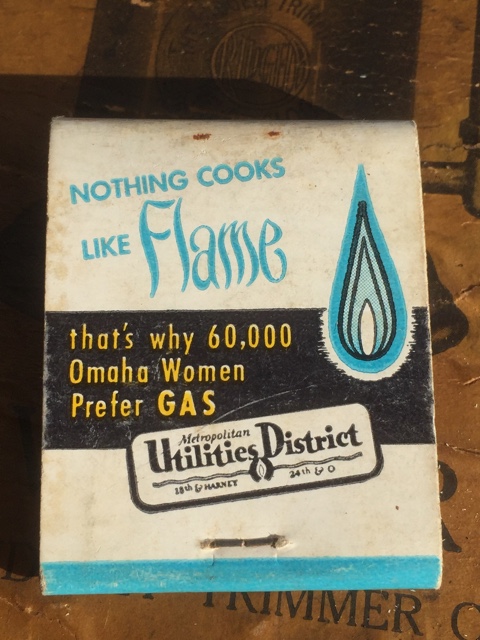 NOTHING COOKS
LIKE Flame
that's why 60,000
Omaha Women
Prefer GAS
Metropolitan
Utilities District
18th & HARNEY 24th & O
TRIMMER